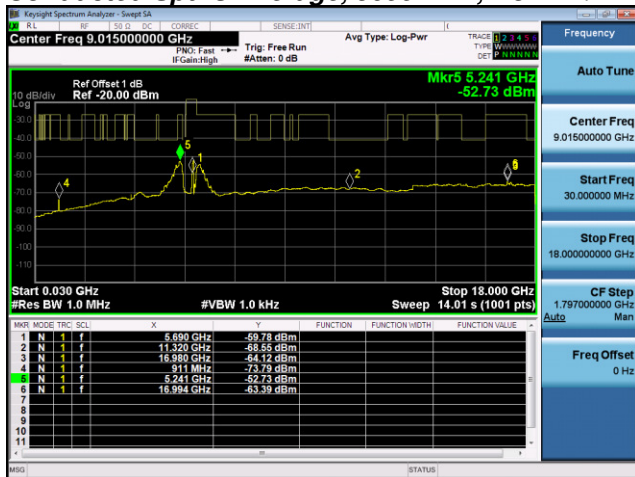 Keysight Spectrum Analyzer - Swept SA
RL RF 50 Ω DC CORREC SENSE:INT
Center Freq 9.015000000 GHz
PNO: Fast
IFGain:High
Trig: Free Run
#Atten: 0 dB
Avg Type: Log-Pwr
TRACE 1 2 3 4 5 6
TYPE
DET P N N N N N
Frequency
Auto Tune
Center Freq
9.015000000 GHz
Start Freq
30.000000 MHz
Stop Freq
18.000000000 GHz
CF Step
1.797000000 GHz
Auto Man
Freq Offset
0 Hz
Ref Offset 1 dB
10 dB/div Ref -20.00 dBm
Log
Mkr5 5.241 GHz
-52.73 dBm
-30.0
-40.0
-50.0
-60.0
-70.0
-80.0
-90.0
-100
-110
5
1
4
2
Start 0.030 GHz
Stop 18.000 GHz
#Res BW 1.0 MHz
#VBW 1.0 kHz
Sweep 14.01 s (1001 pts)
MKR MODE TRC SCL X Y FUNCTION FUNCTION WIDTH FUNCTION VALUE
1 N 1 f 5.690 GHz -59.78 dBm
2 N 1 f 11.320 GHz -68.55 dBm
3 N 1 f 16.980 GHz -64.12 dBm
4 N 1 f 911 MHz -73.79 dBm
5 N 1 f 5.241 GHz -52.73 dBm
6 N 1 f 16.994 GHz -63.39 dBm
7
8
9
10
11
MSG
STATUS